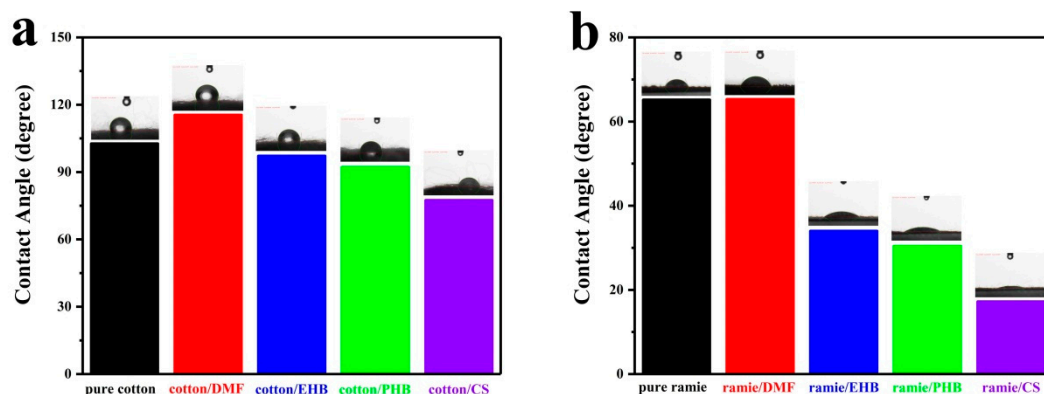 a
150
120
90
60
30
0
Contact Angle (degree)
pure cotton cotton/DMF cotton/EHB cotton/PHB cotton/CS
b
80
60
40
20
0
Contact Angle (degree)
pure ramie ramie/DMF ramie/EHB ramie/PHB ramie/CS